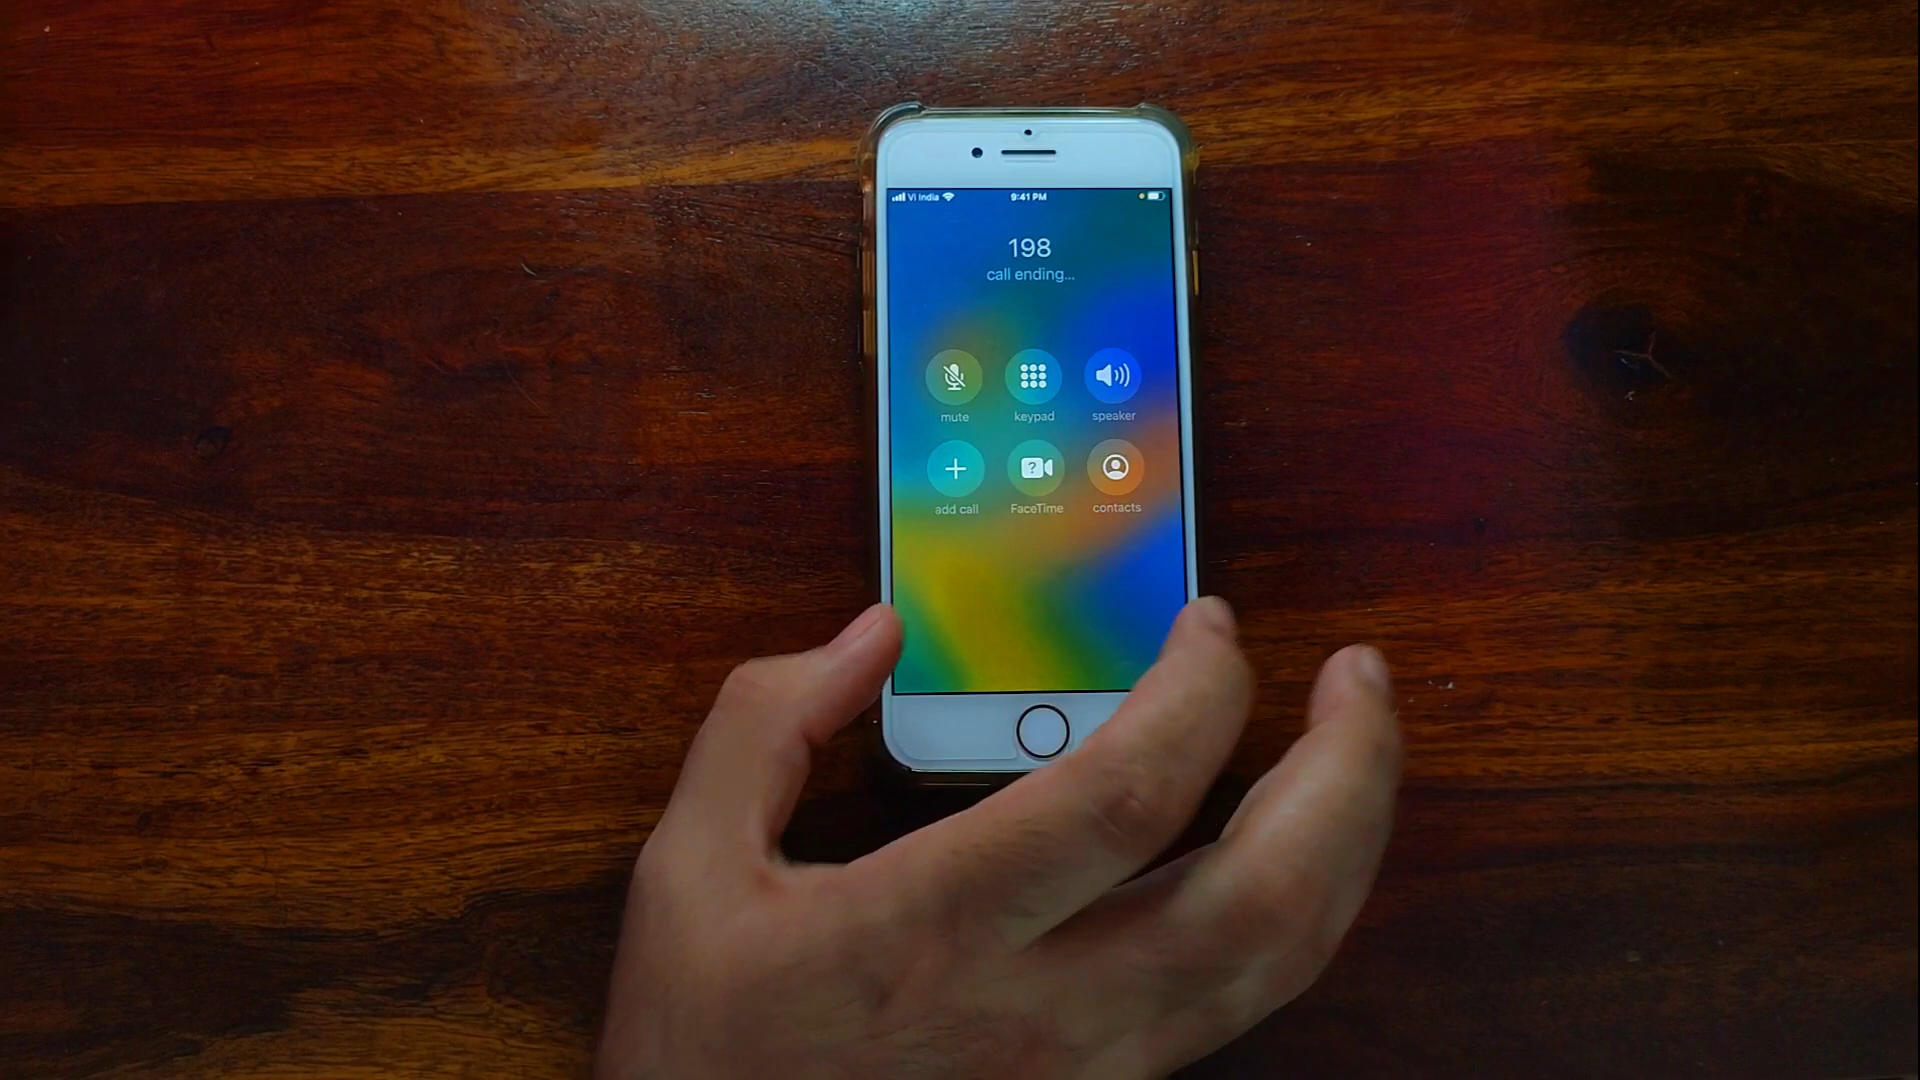 Vi India 9:41 PM
198
call ending...
mute keypad speaker
?
add call FaceTime contacts